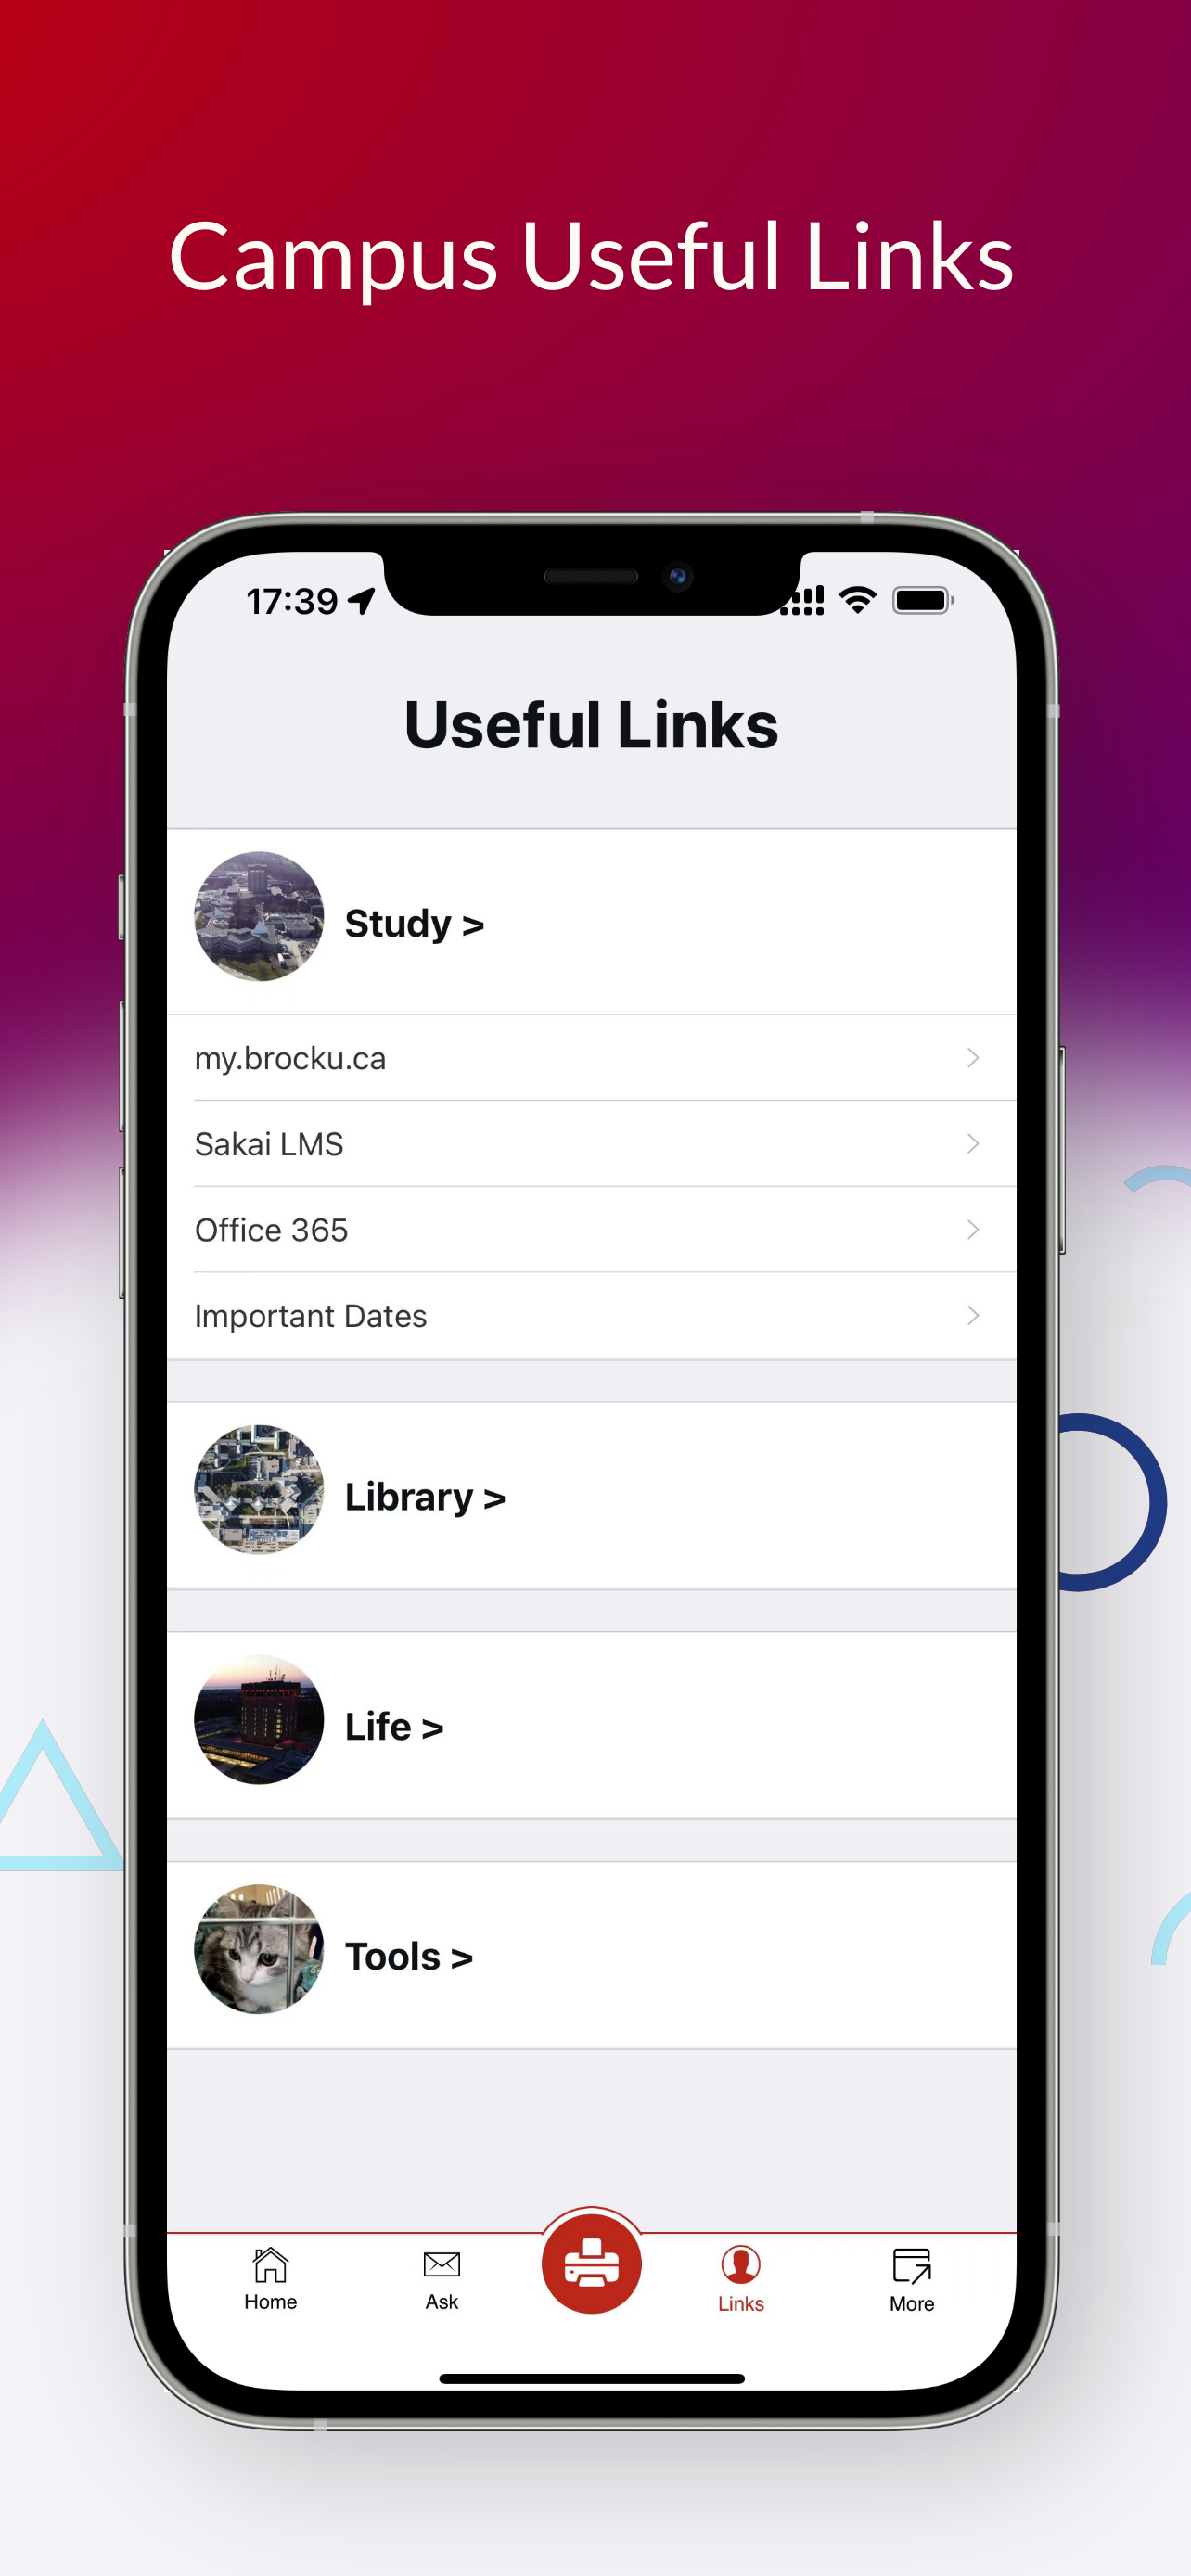 Campus Useful Links
17:39
Useful Links
Study >
my.brocku.ca
Sakai LMS
Office 365
Important Dates
Library >
Life >
Tools >
Home
Ask
Links
More